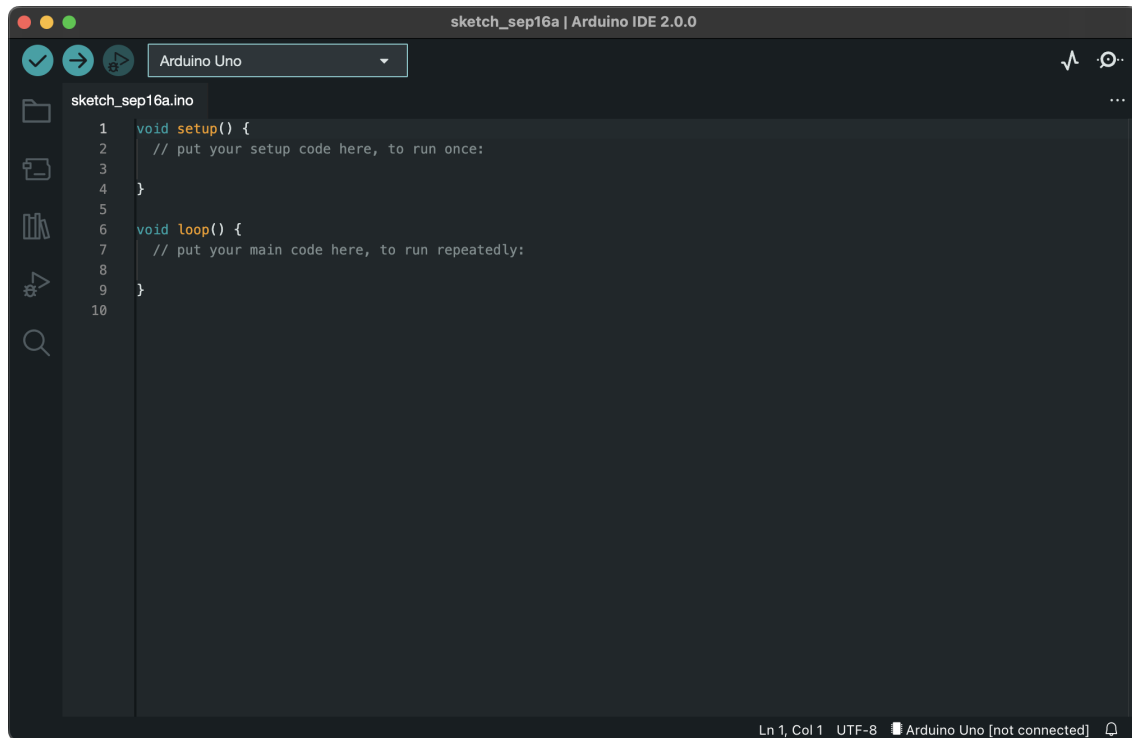 sketch_sep16a | Arduino IDE 2.0.0
Arduino Uno
sketch_sep16a.ino
1 void setup() {
2 // put your setup code here, to run once:
3
4 }
5
6 void loop() {
7 // put your main code here, to run repeatedly:
8
9 }
10
Ln 1, Col 1 UTF-8 Arduino Uno [not connected]